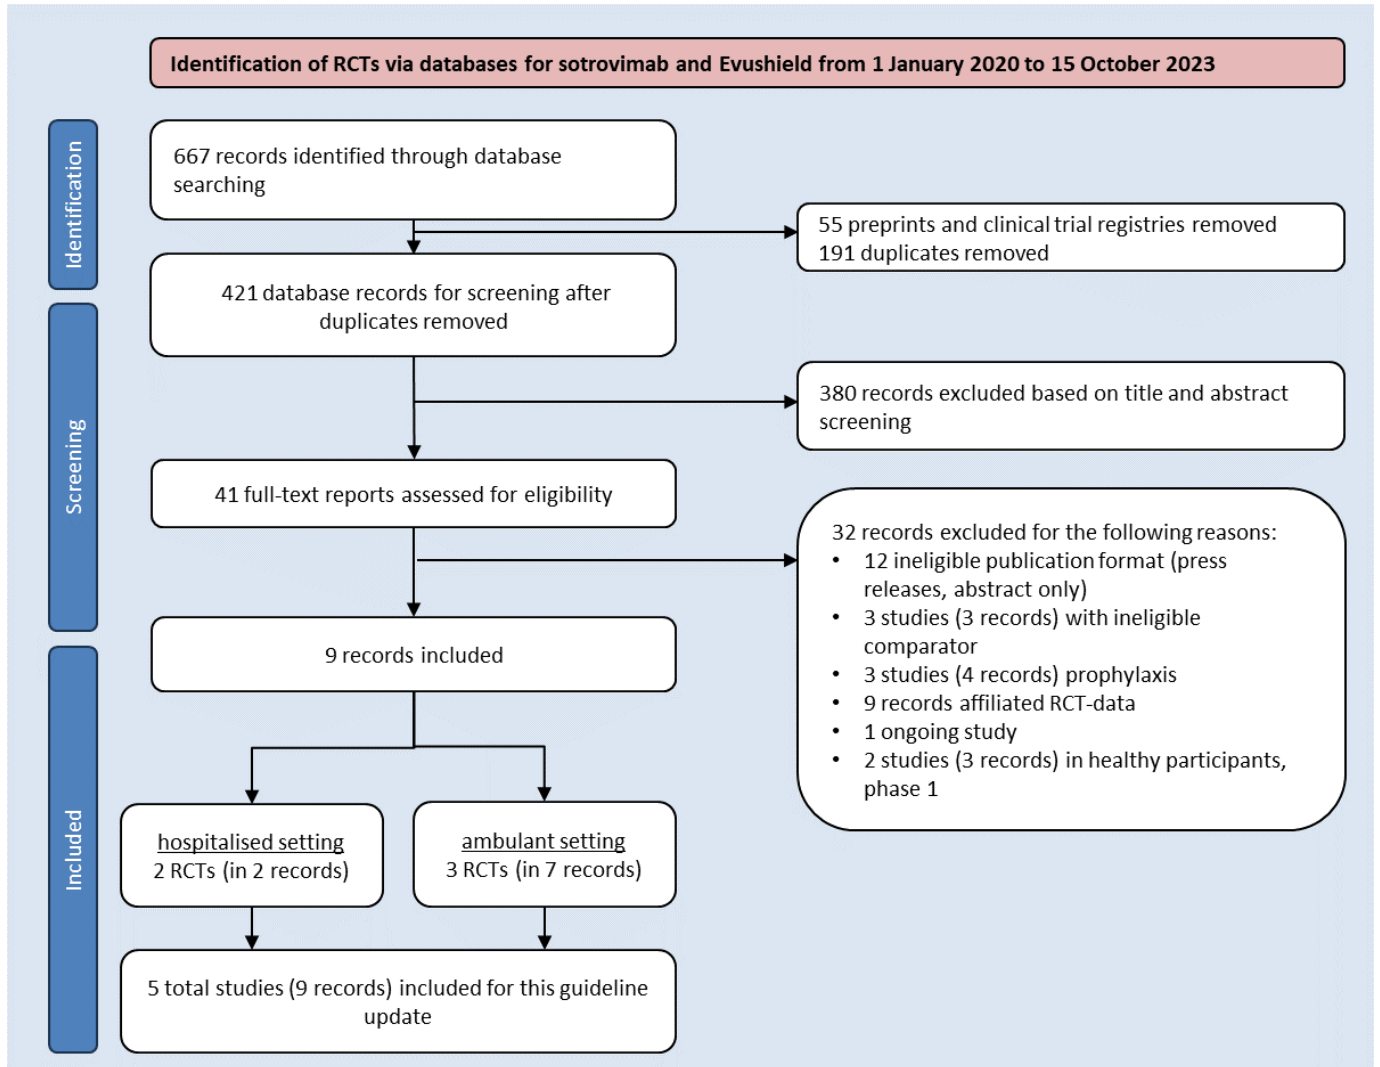 Identification of RCTs via databases for sotrovimab and Evushield from 1 January 2020 to 15 October 2023
Identification
667 records identified through database
searching
55 preprints and clinical trial registries removed
191 duplicates removed
421 database records for screening after
duplicates removed
Screening
380 records excluded based on title and abstract
screening
41 full-text reports assessed for eligibility
32 records excluded for the following reasons:
• 12 ineligible publication format (press
releases, abstract only)
• 3 studies (3 records) with ineligible
comparator
• 3 studies (4 records) prophylaxis
• 9 records affiliated RCT-data
• 1 ongoing study
• 2 studies (3 records) in healthy participants,
phase 1
9 records included
Included
hospitalised setting
2 RCTs (in 2 records)
ambulant setting
3 RCTs (in 7 records)
5 total studies (9 records) included for this guideline
update